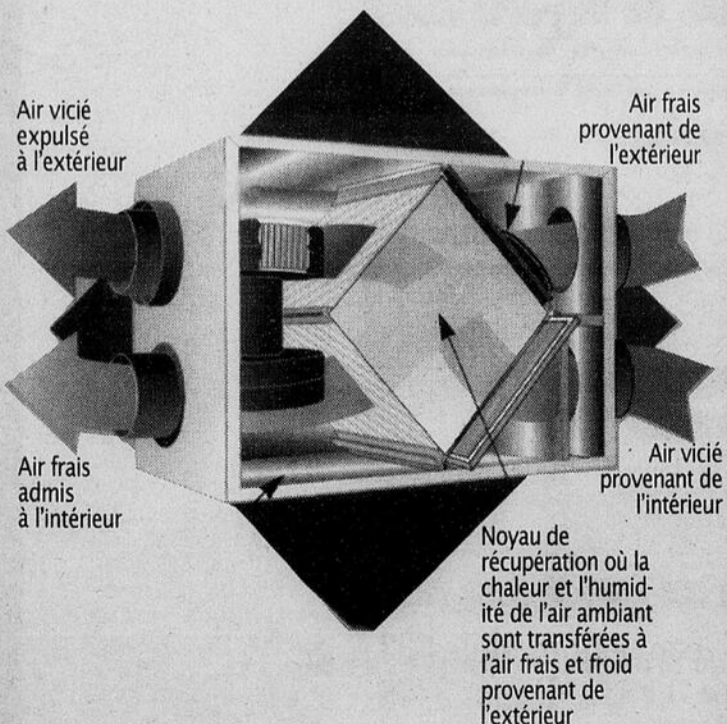 Air vicié
expulsé
à l'extérieur
Air frais
provenant de
l'extérieur
Air frais
admis
à l'intérieur
Air vicié
provenant de
l'intérieur
Noyau de
récupération où la
chaleur et l'humid-
ité de l'air ambiant
sont transférées à
l'air frais et froid
provenant de
l'extérieur